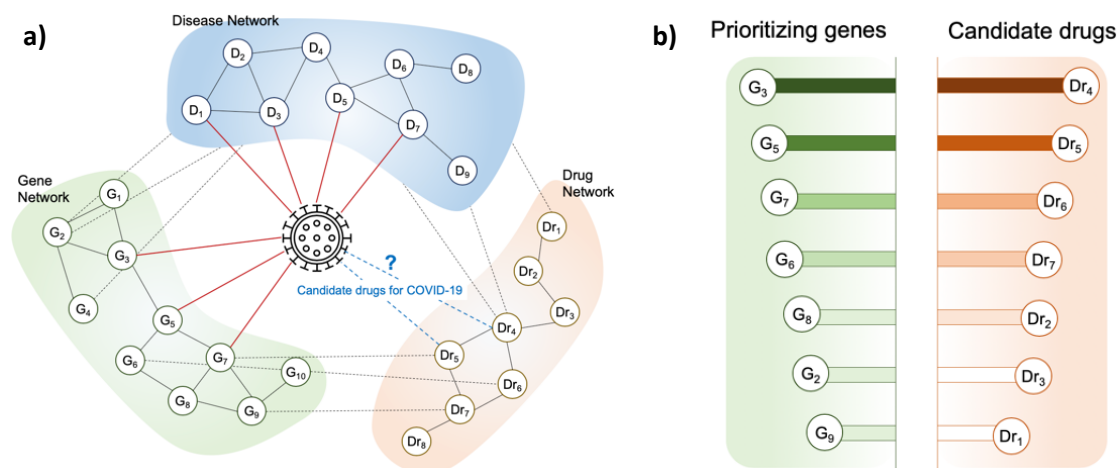 a)
Disease Network
D2
D4
D6
D8
D1
D3
D5
D7
D9
Gene
Network
G1
G2
G3
G4
G5
G6
G7
G8
G9
G10
?
Candidate drugs for COVID-19
Drug
Network
Dr1
Dr2
Dr3
Dr4
Dr5
Dr6
Dr7
Dr8
b)
Prioritizing genes
Candidate drugs
G3
Dr4
G5
Dr5
G7
Dr6
G6
Dr7
G8
Dr2
G2
Dr3
G9
Dr1